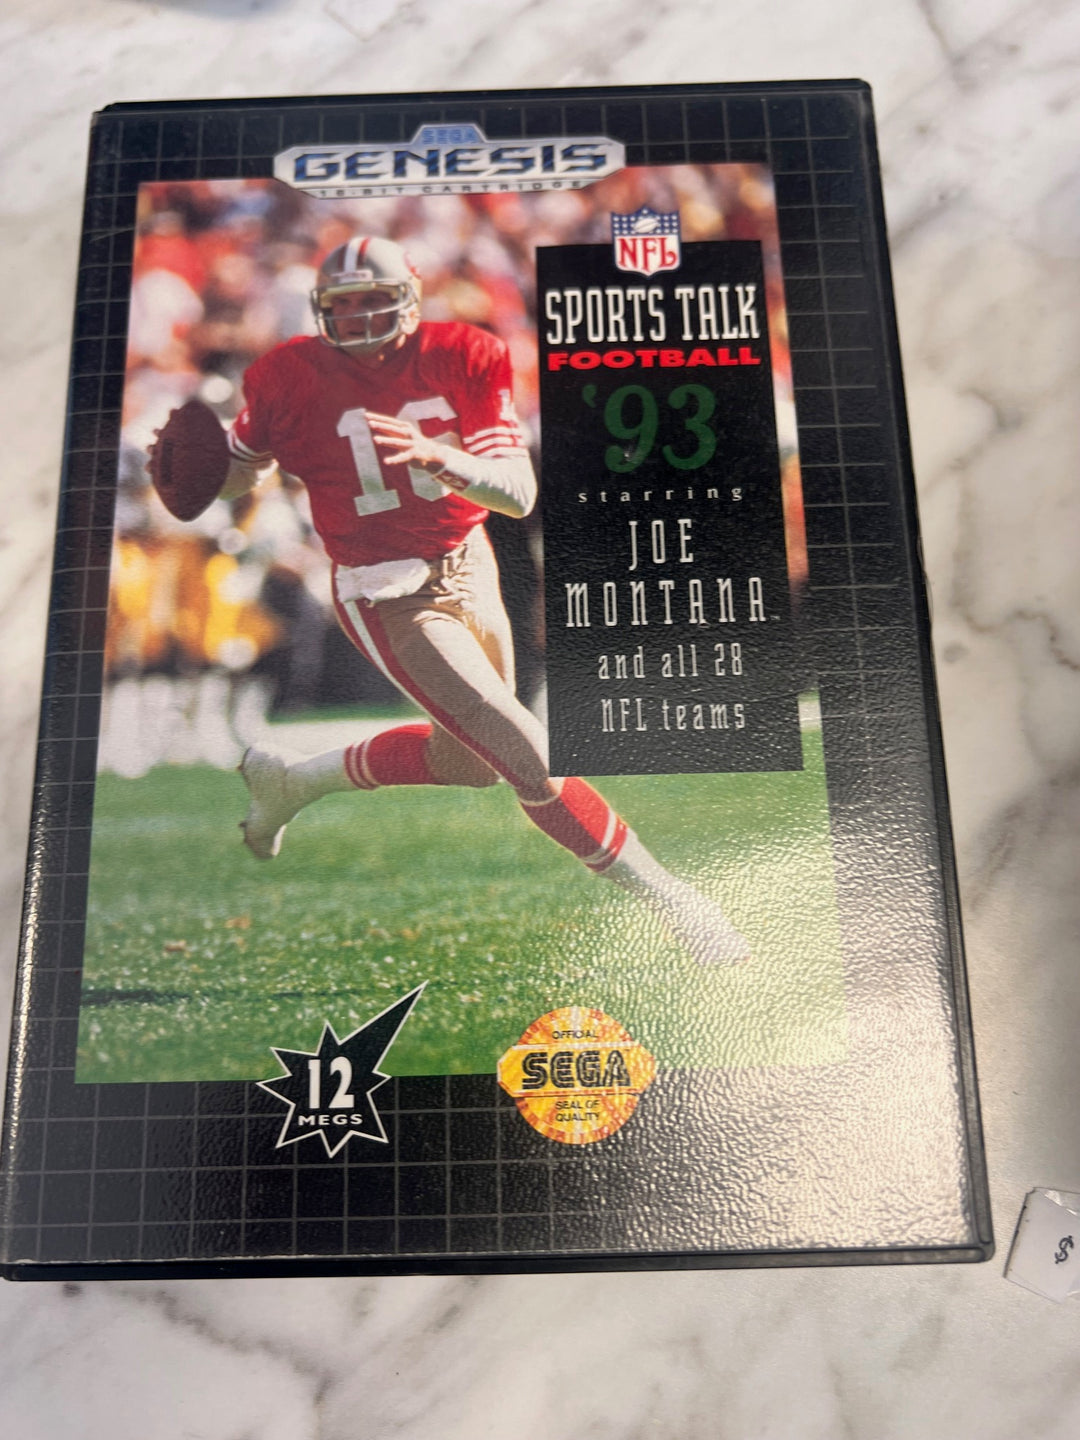 SEGA
GENESIS
16-BIT CARTRIDGE
NFL
SPORTS TALK
FOOTBALL
'93
starring
JOE
MONTANA™
and all 28
NFL teams
16
12
MEGS
OFFICIAL
SEGA
SEAL OF
QUALITY
$